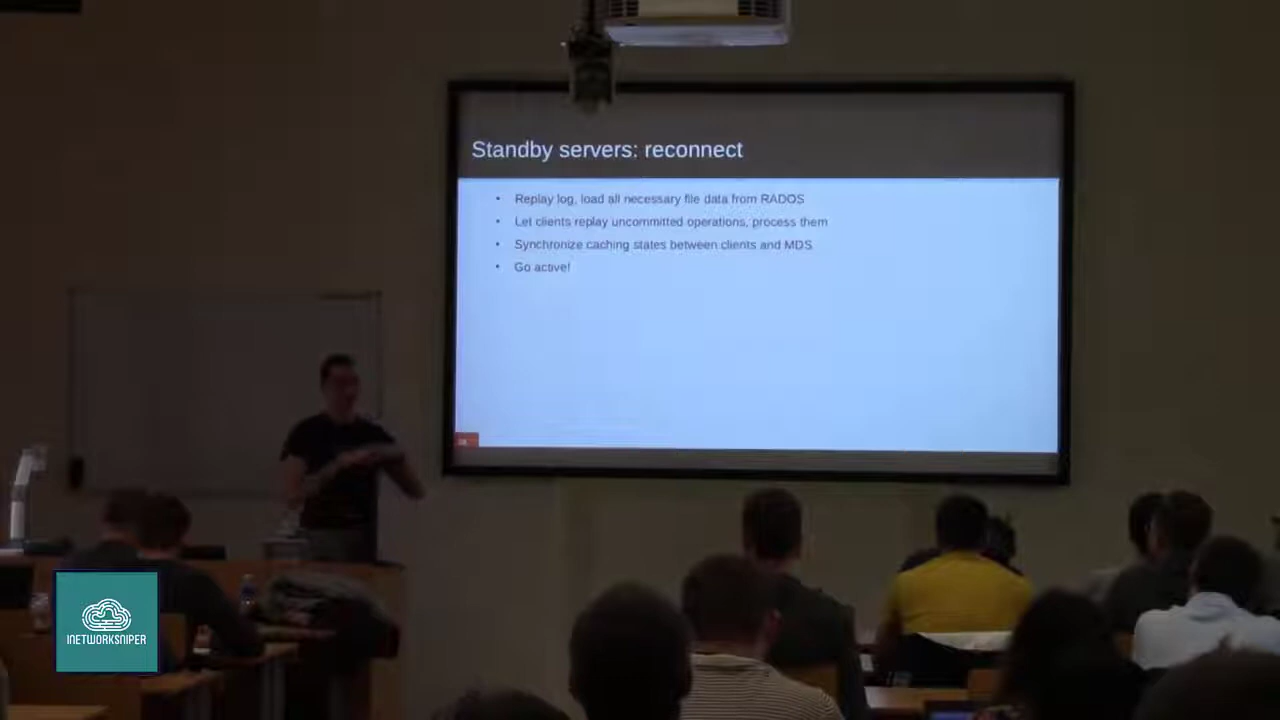 Standby servers: reconnect
• Replay log, load all necessary file data from RADOS
• Let clients replay uncommitted operations, process them
• Synchronize caching states between clients and MDS
• Go active!
INETWORKSNIPER